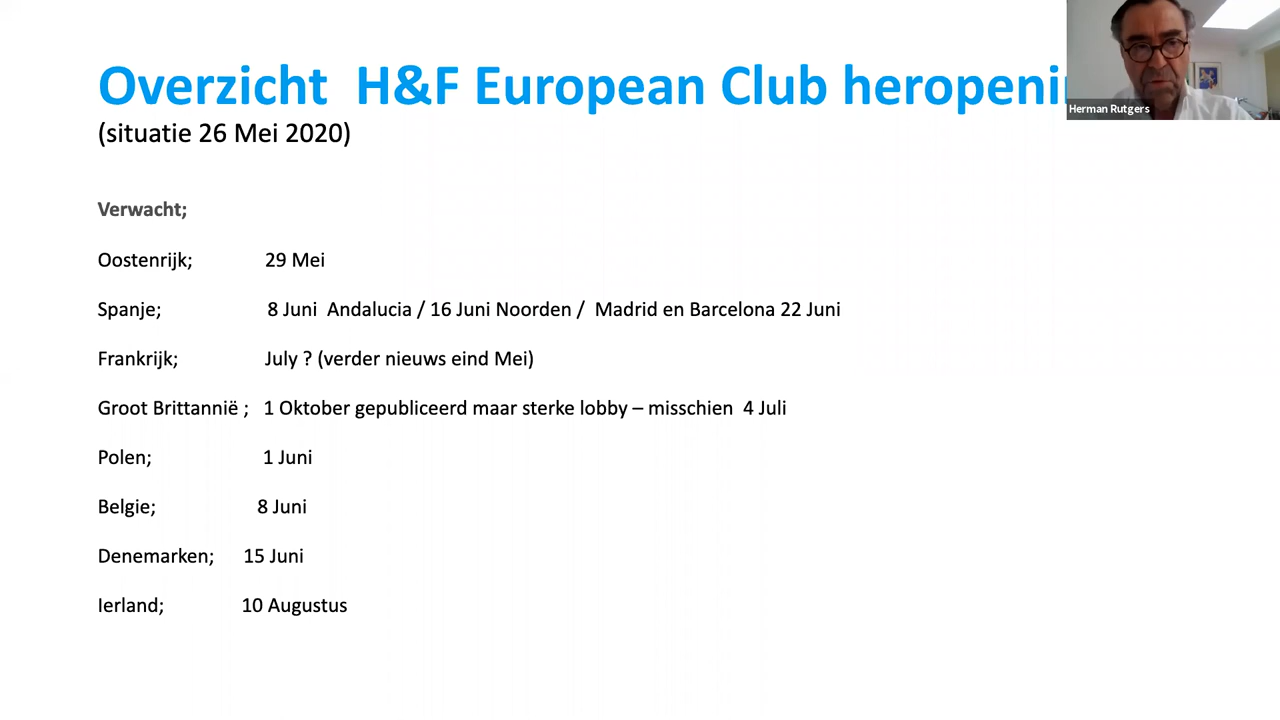 Overzicht H&F European Club heropeni
(situatie 26 Mei 2020)
Herman Rutgers
Verwacht;
Oostenrijk; 29 Mei
Spanje; 8 Juni Andalucia / 16 Juni Noorden / Madrid en Barcelona 22 Juni
Frankrijk; July ? (verder nieuws eind Mei)
Groot Brittannië ; 1 Oktober gepubliceerd maar sterke lobby – misschien 4 Juli
Polen; 1 Juni
Belgie; 8 Juni
Denemarken; 15 Juni
Ierland; 10 Augustus